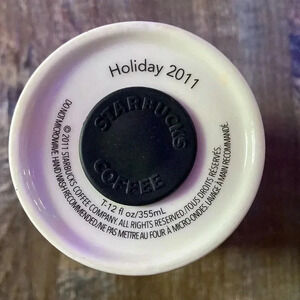 Holiday 2011
STARBUCKS
COFFEE
T-12 fl oz/355mL
© 2011 STARBUCKS COFFEE COMPANY. ALL RIGHTS RESERVED./TOUS DROITS RÉSERVÉS.
DO NOT MICROWAVE. HAND WASH RECOMMENDED./NE PAS METTRE AU FOUR À MICRO-ONDES. LAVAGE À MAIN RECOMMANDÉ.